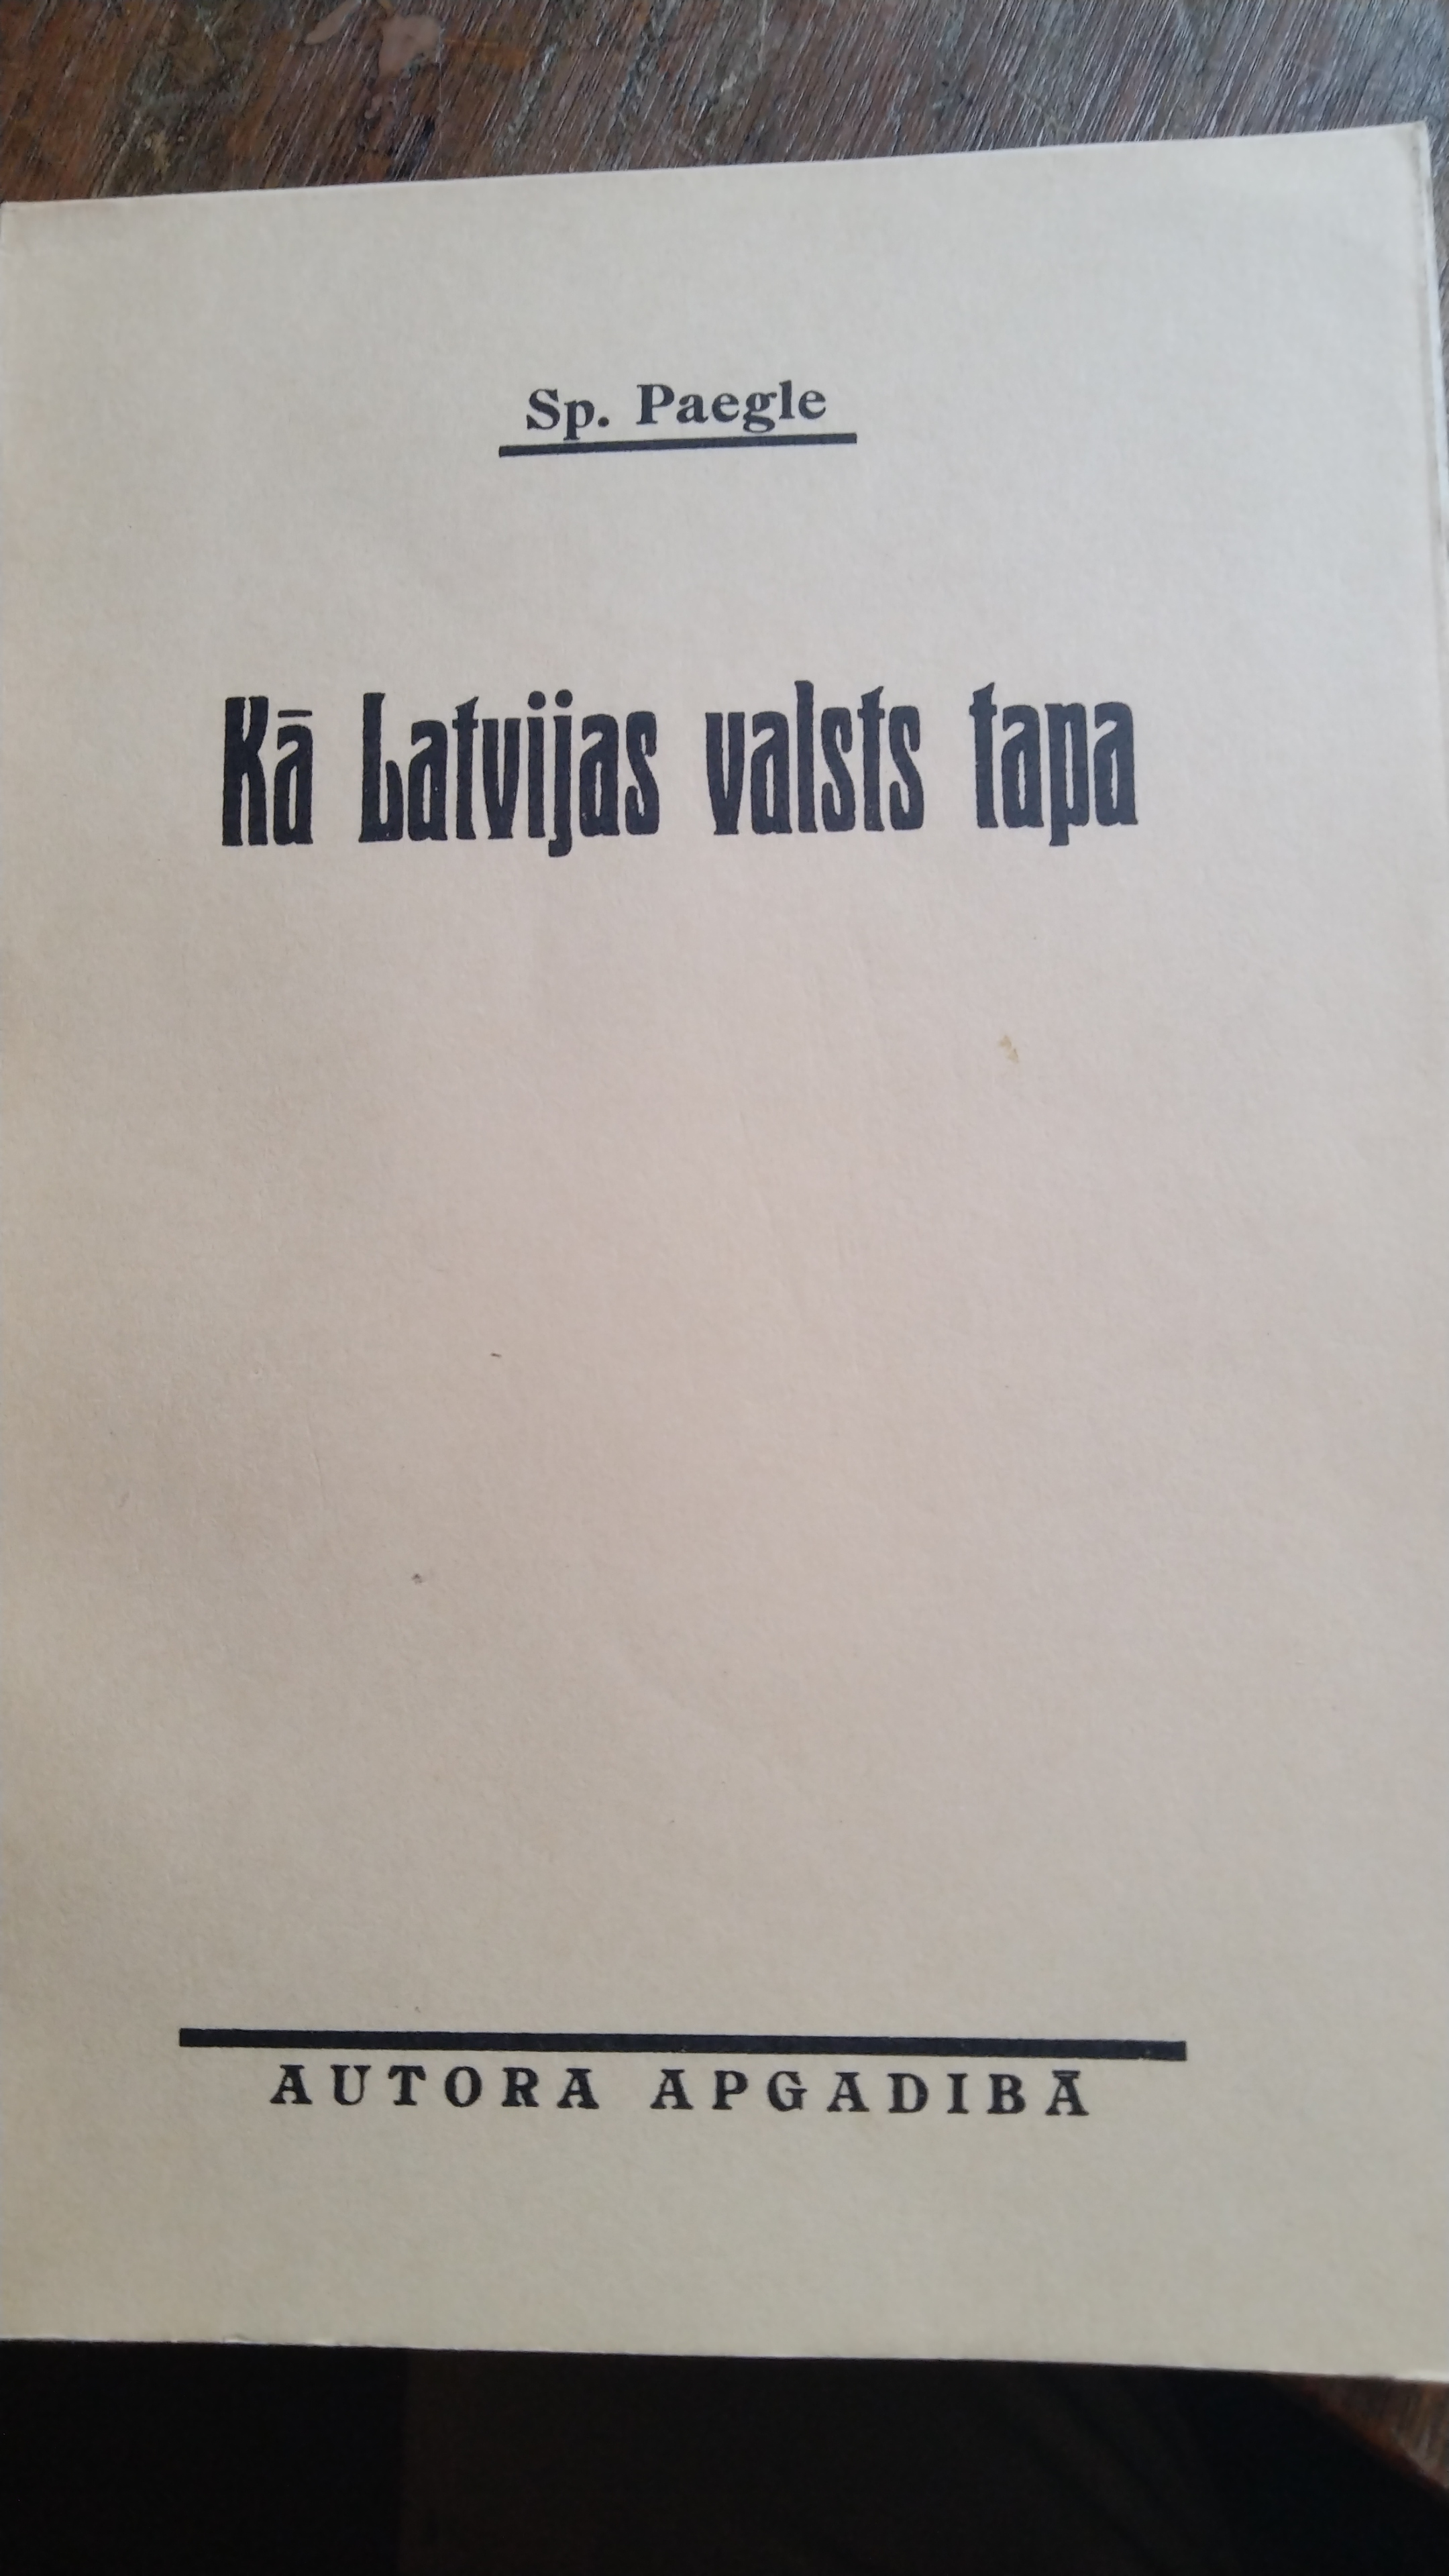 Sp. Paegle
Kā Latvijas valsts tapa
AUTORA APGADIBĀ